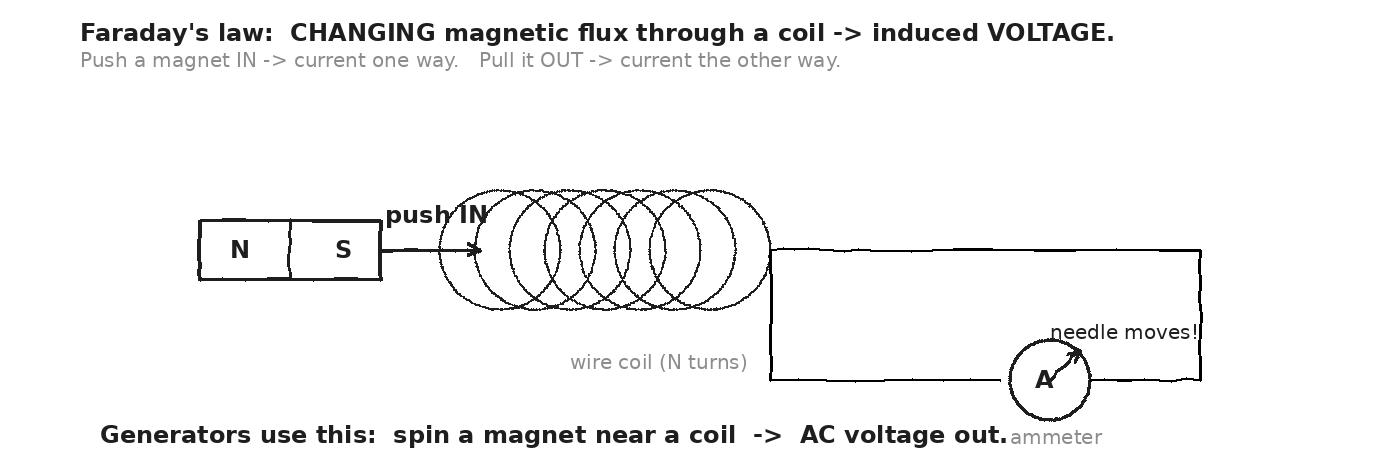 Faraday's law:  CHANGING magnetic flux through a coil -> induced VOLTAGE.
Push a magnet IN -> current one way.   Pull it OUT -> current the other way.
push IN
N
S
needle moves!
wire coil (N turns)
A
Generators use this:  spin a magnet near a coil  ->  AC voltage out.
ammeter